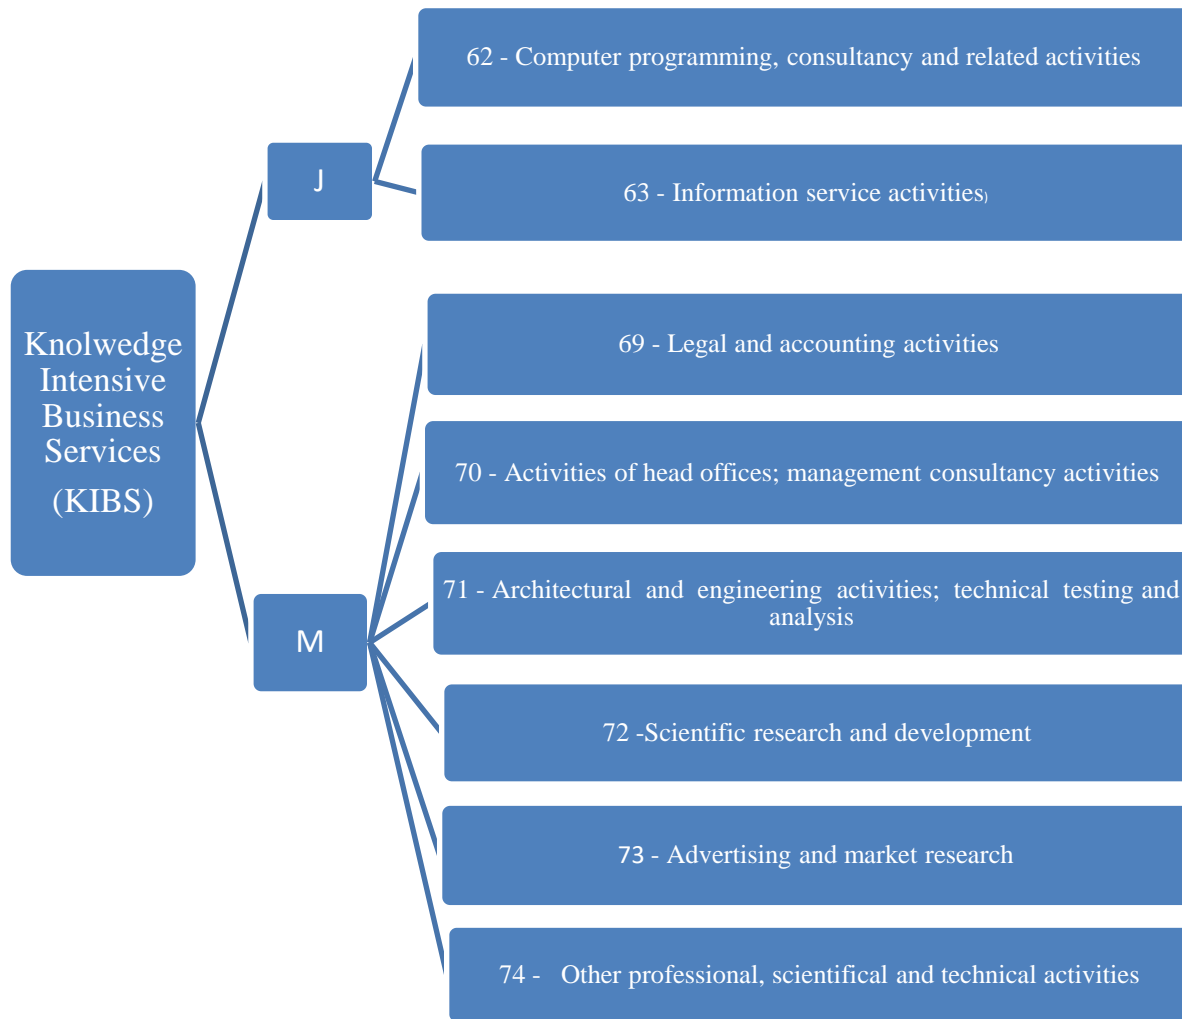 62 - Computer programming, consultancy and related activities
J
63 - Information service activities)
Knolwedge
Intensive
Business
Services
(KIBS)
69 - Legal and accounting activities
70 - Activities of head offices; management consultancy activities
71 - Architectural and engineering activities; technical testing and
analysis
M
72 -Scientific research and development
73 - Advertising and market research
74 - Other professional, scientifical and technical activities